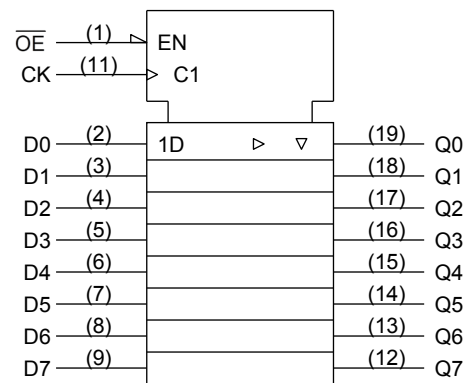 O̅E̅ (1) EN
CK (11) C1
D0 (2) 1D (19) Q0
D1 (3) (18) Q1
D2 (4) (17) Q2
D3 (5) (16) Q3
D4 (6) (15) Q4
D5 (7) (14) Q5
D6 (8) (13) Q6
D7 (9) (12) Q7